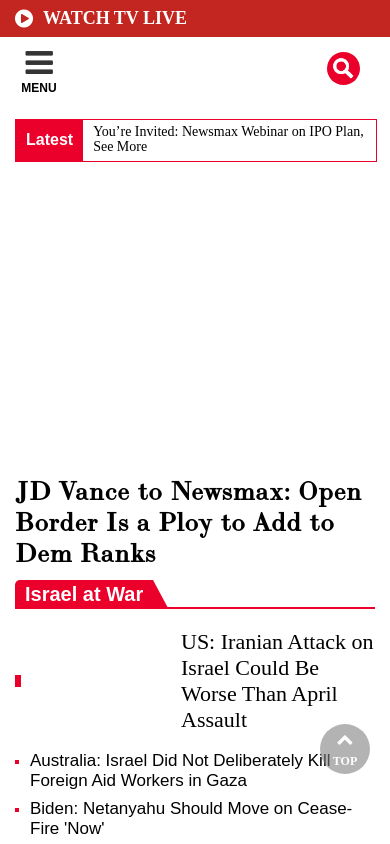 WATCH TV LIVE
MENU
Latest
You’re Invited: Newsmax Webinar on IPO Plan,
See More
JD Vance to Newsmax: Open
Border Is a Ploy to Add to
Dem Ranks
Israel at War
US: Iranian Attack on
Israel Could Be
Worse Than April
Assault
Australia: Israel Did Not Deliberately Kill
Foreign Aid Workers in Gaza
TOP
Biden: Netanyahu Should Move on Cease-
Fire 'Now'